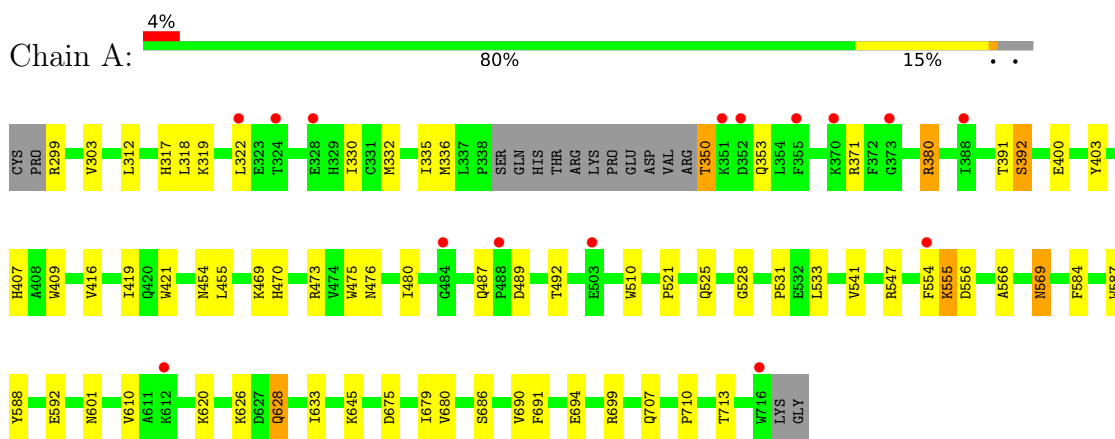 4%
Chain A:
80% 15% • •
CYS PRO R299 V303 L312 H317 L318 K319 L322 E323 T324 E328 H329 I330 C331 M332 I335 M336 L337 P338 SER GLN HIS THR ARG LYS PRO GLU ASP VAL ARG T350 K351 D352 Q353 L354 F355 K370 R371 F372 G373 R380 I388 T391 S392 E400 Y403
H407 A408 W409 V416 I419 Q420 W421 N454 L455 K469 H470 R473 V474 W475 N476 I480 G484 Q487 P488 D489 T492 E503 W510 P521 Q525 G528 P531 E532 L533 V541 R547 F554 K555 D556 A566 N569 F584 W587
Y588 E592 N601 V610 A611 K612 K620 K626 D627 Q628 I633 K645 D675 I679 V680 S686 V690 F691 E694 R699 Q707 P710 T713 W716 LYS GLY